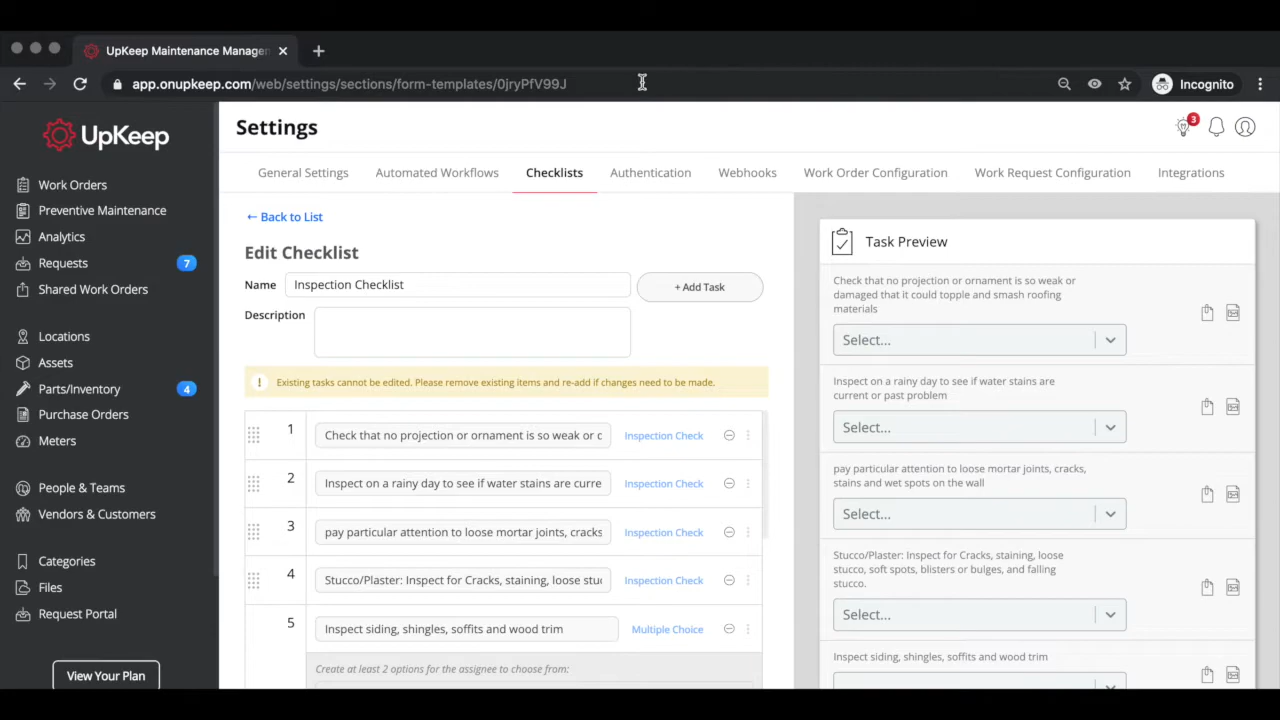 UpKeep Maintenance Manager
app.onupkeep.com/web/settings/sections/form-templates/0jryPfV99J
Incognito
UpKeep
Work Orders
Preventive Maintenance
Analytics
Requests 7
Shared Work Orders
Locations
Assets
Parts/Inventory 4
Purchase Orders
Meters
People & Teams
Vendors & Customers
Categories
Files
Request Portal
View Your Plan
Settings
3
General Settings Automated Workflows Checklists Authentication Webhooks Work Order Configuration Work Request Configuration Integrations
← Back to List
Edit Checklist
Name Inspection Checklist + Add Task
Description
! Existing tasks cannot be edited. Please remove existing items and re-add if changes need to be made.
1 Check that no projection or ornament is so weak or c Inspection Check
2 Inspect on a rainy day to see if water stains are curre Inspection Check
3 pay particular attention to loose mortar joints, cracks Inspection Check
4 Stucco/Plaster: Inspect for Cracks, staining, loose stu Inspection Check
5 Inspect siding, shingles, soffits and wood trim Multiple Choice
Create at least 2 options for the assignee to choose from:
Task Preview
Check that no projection or ornament is so weak or
damaged that it could topple and smash roofing
materials
Select...
Inspect on a rainy day to see if water stains are
current or past problem
Select...
pay particular attention to loose mortar joints, cracks,
stains and wet spots on the wall
Select...
Stucco/Plaster: Inspect for Cracks, staining, loose
stucco, soft spots, blisters or bulges, and falling
stucco.
Select...
Inspect siding, shingles, soffits and wood trim